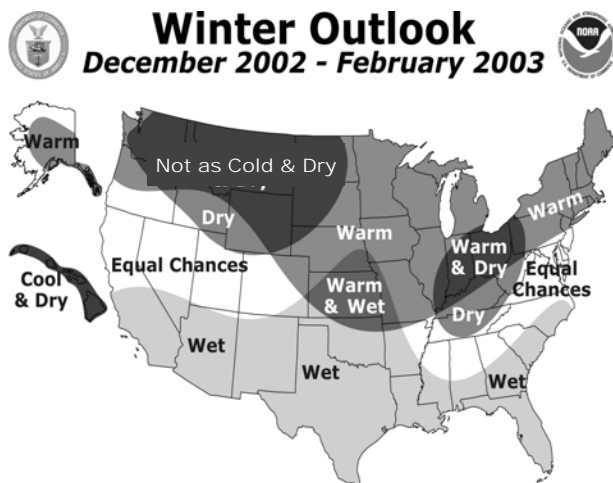 Winter Outlook
December 2002 - February 2003
NOAA
Warm
Not as Cold & Dry
Dry
Warm
Warm
Equal Chances
Warm
& Dry
Cool
& Dry
Equal
Chances
Warm
& Wet
Dry
Wet
Wet
Wet